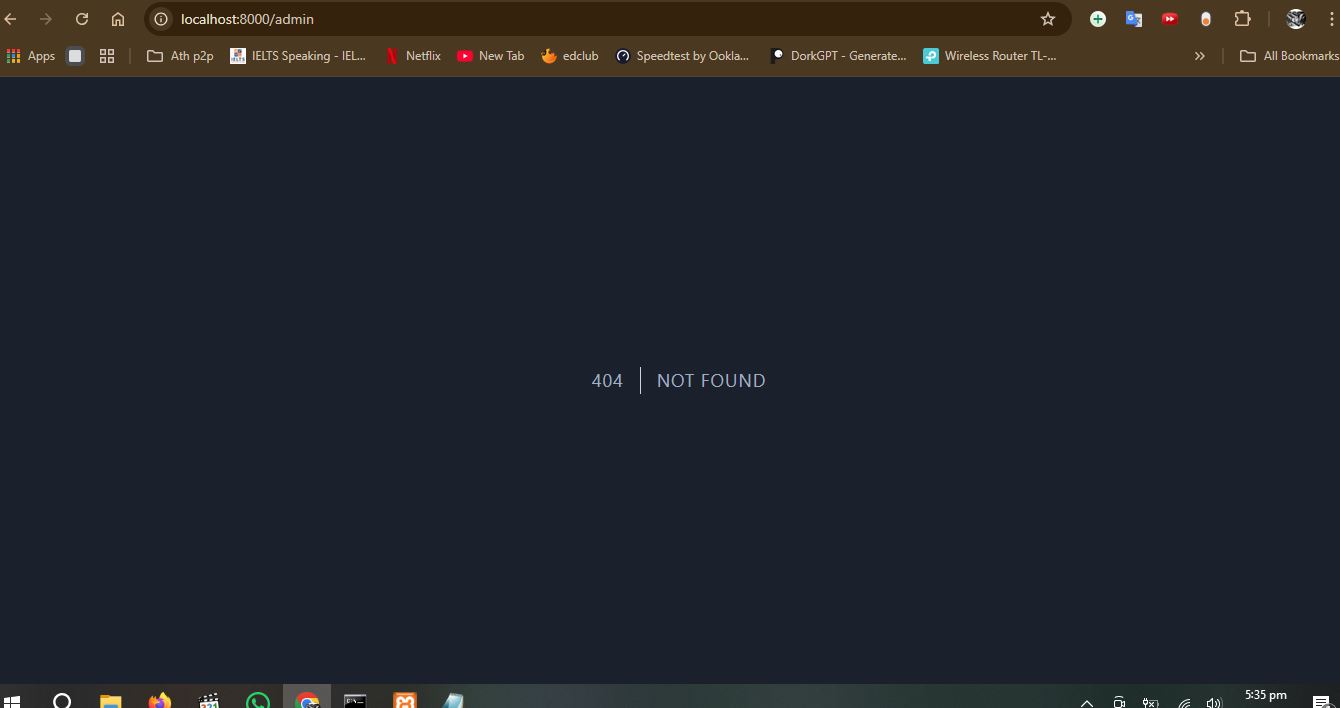 localhost:8000/admin
Apps Ath p2p IELTS Speaking - IEL... Netflix New Tab edclub Speedtest by Ookla... DorkGPT - Generate... Wireless Router TL-... » All Bookmarks
404 NOT FOUND
5:35 pm